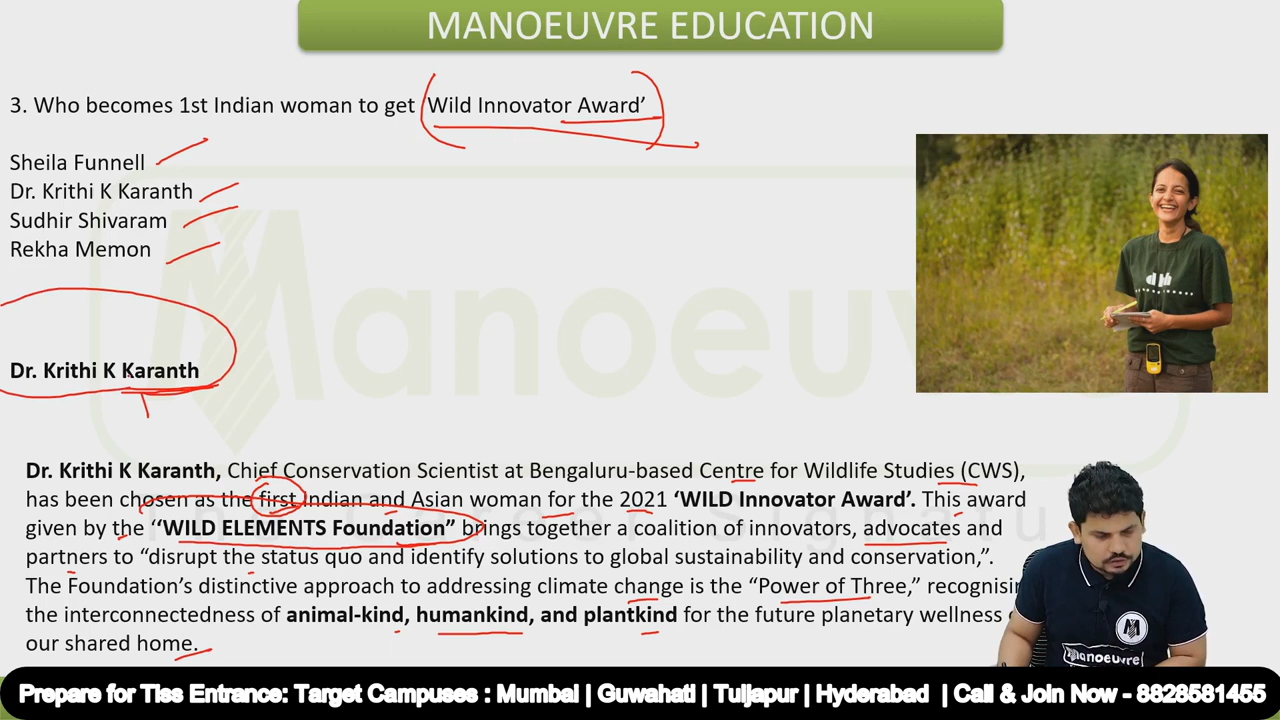 MANOEUVRE EDUCATION
3. Who becomes 1st Indian woman to get ‘Wild Innovator Award’
Sheila Funnell
Dr. Krithi K Karanth
Sudhir Shivaram
Rekha Memon
Manoeuv
Dr. Krithi K Karanth
Dr. Krithi K Karanth, Chief Conservation Scientist at Bengaluru-based Centre for Wildlife Studies (CWS),
has been chosen as the first Indian and Asian woman for the 2021 ‘WILD Innovator Award’. This award
given by the ‘‘WILD ELEMENTS Foundation” brings together a coalition of innovators, advocates and
partners to “disrupt the status quo and identify solutions to global sustainability and conservation,”.
The Foundation’s distinctive approach to addressing climate change is the “Power of Three,” recognisin
the interconnectedness of animal-kind, humankind, and plantkind for the future planetary wellness
our shared home.
M
manoeuvre
Prepare for Tiss Entrance: Target Campuses : Mumbai | Guwahati | Tuljapur | Hyderabad | Call & Join Now - 8828581455